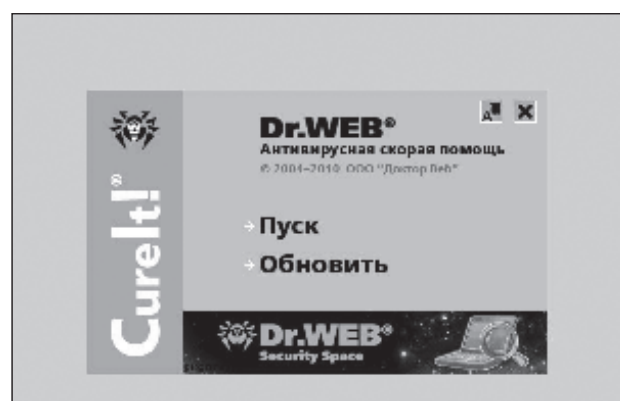 CureIt!®
Dr.WEB®
Антивирусная скорая помощь
© 2004–2010, ООО "Доктор Веб"
Пуск
Обновить
Dr.WEB®
Security Space